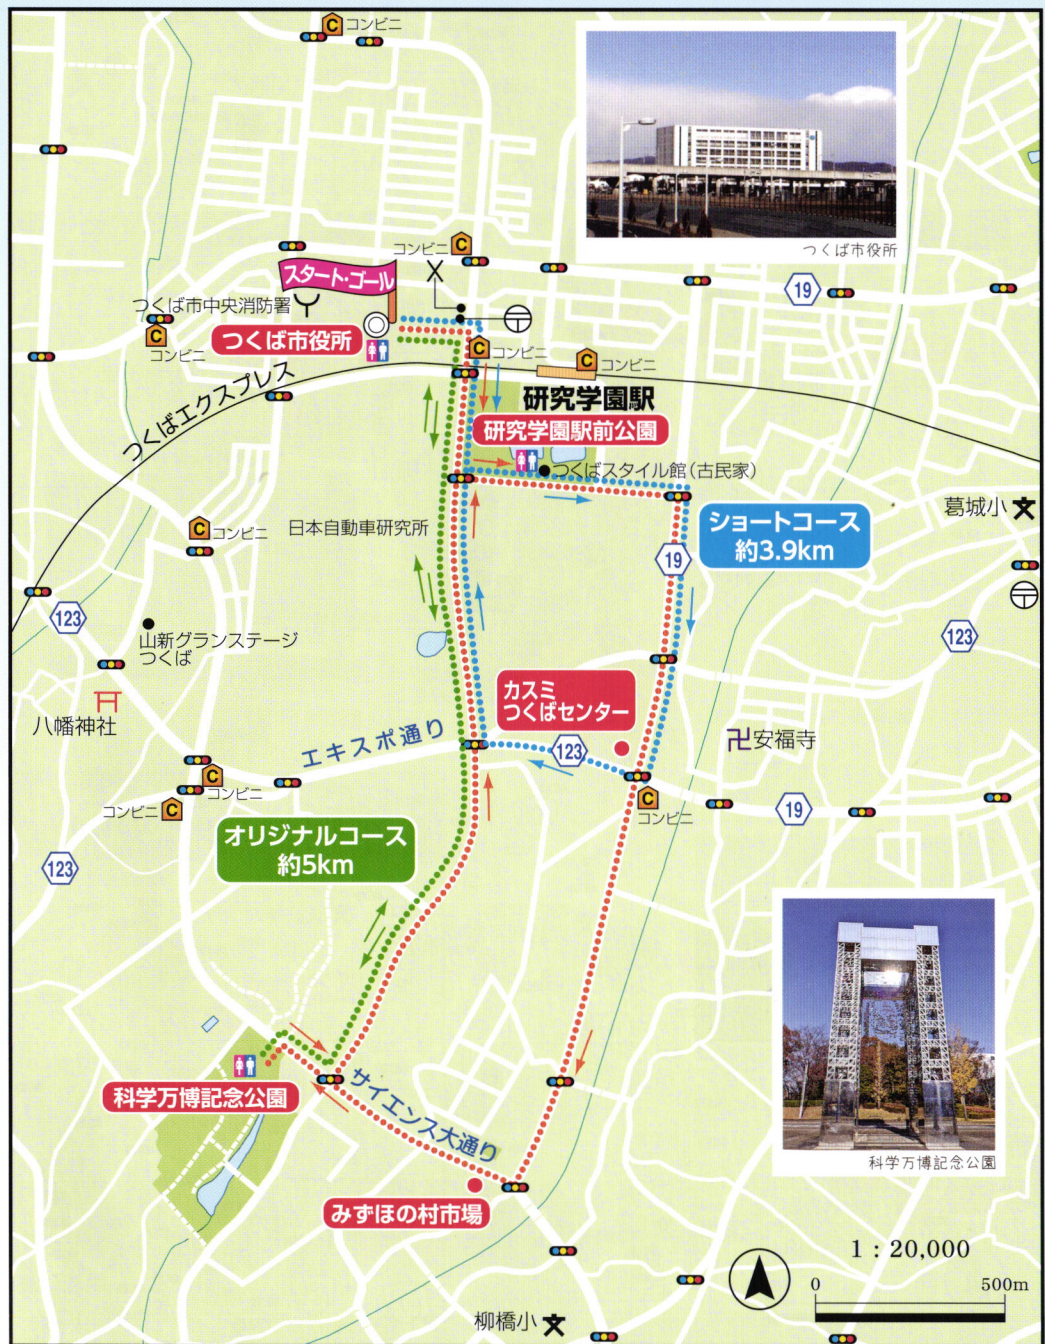 コンビニ
つくば市役所
コンビニ
スタート・ゴール
19
つくば市中央消防署
つくば市役所
コンビニ
コンビニ
コンビニ
つくばエクスプレス
研究学園駅
研究学園駅前公園
つくばスタイル館(古民家)
葛城小
ショートコース
約3.9km
コンビニ
日本自動車研究所
19
123
山新グランステージ
つくば
123
八幡神社
カスミ
つくばセンター
エキスポ通り
123
安福寺
コンビニ
コンビニ
コンビニ
19
オリジナルコース
約5km
123
科学万博記念公園
サイエンス大通り
科学万博記念公園
みずほの村市場
1:20,000
0
500m
柳橋小